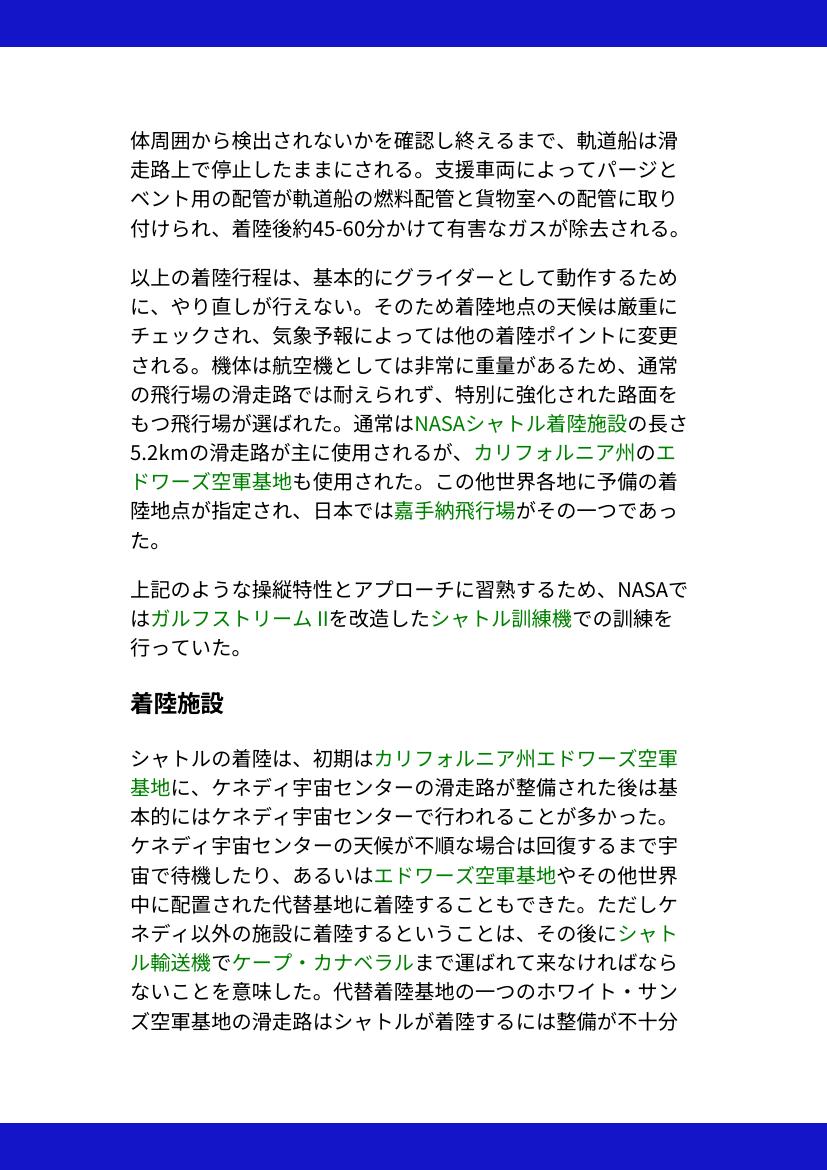 体周囲から検出されないかを確認し終えるまで、軌道船は滑
走路上で停止したままにされる。支援車両によってパージと
ベント用の配管が軌道船の燃料配管と貨物室への配管に取り
付けられ、着陸後約45-60分かけて有害なガスが除去される。
以上の着陸行程は、基本的にグライダーとして動作するため
に、やり直しが行えない。そのため着陸地点の天候は厳重に
チェックされ、気象予報によっては他の着陸ポイントに変更
される。機体は航空機としては非常に重量があるため、通常
の飛行場の滑走路では耐えられず、特別に強化された路面を
もつ飛行場が選ばれた。通常はNASAシャトル着陸施設の長さ
5.2kmの滑走路が主に使用されるが、カリフォルニア州のエ
ドワーズ空軍基地も使用された。この他世界各地に予備の着
陸地点が指定され、日本では嘉手納飛行場がその一つであっ
た。
上記のような操縦特性とアプローチに習熟するため、NASAで
はガルフストリーム IIを改造したシャトル訓練機での訓練を
行っていた。
着陸施設
シャトルの着陸は、初期はカリフォルニア州エドワーズ空軍
基地に、ケネディ宇宙センターの滑走路が整備された後は基
本的にはケネディ宇宙センターで行われることが多かった。
ケネディ宇宙センターの天候が不順な場合は回復するまで宇
宙で待機したり、あるいはエドワーズ空軍基地やその他世界
中に配置された代替基地に着陸することもできた。ただしケ
ネディ以外の施設に着陸するということは、その後にシャト
ル輸送機でケープ・カナベラルまで運ばれて来なければなら
ないことを意味した。代替着陸基地の一つのホワイト・サン
ズ空軍基地の滑走路はシャトルが着陸するには整備が不十分